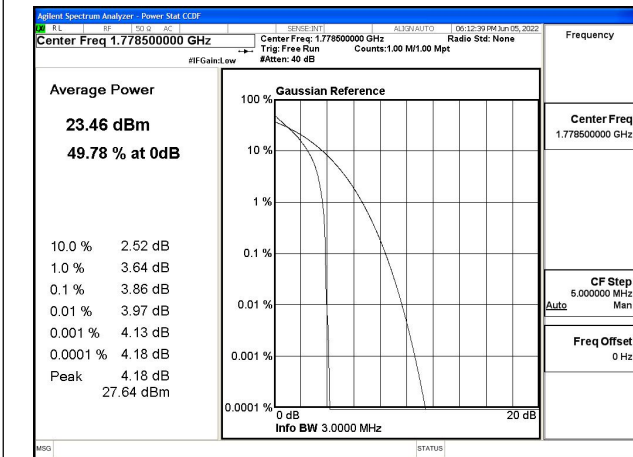 Agilent Spectrum Analyzer - Power Stat CCDF
RL RF 50 Ω AC SENSE:INT ALIGNAUTO 06:12:39 PM Jun 05, 2022
Center Freq 1.778500000 GHz
#IFGain:Low
Center Freq: 1.778500000 GHz Radio Std: None
Trig: Free Run Counts:1.00 M/1.00 Mpt
#Atten: 40 dB
Frequency
Average Power
23.46 dBm
49.78 % at 0dB
10.0 % 2.52 dB
1.0 % 3.64 dB
0.1 % 3.86 dB
0.01 % 3.97 dB
0.001 % 4.13 dB
0.0001 % 4.18 dB
Peak 4.18 dB
27.64 dBm
Gaussian Reference
100 %
10 %
1 %
0.1 %
0.01 %
0.001 %
0.0001 %
0 dB 20 dB
Info BW 3.0000 MHz
Center Freq
1.778500000 GHz
CF Step
5.000000 MHz
Auto Man
Freq Offset
0 Hz
MSG STATUS